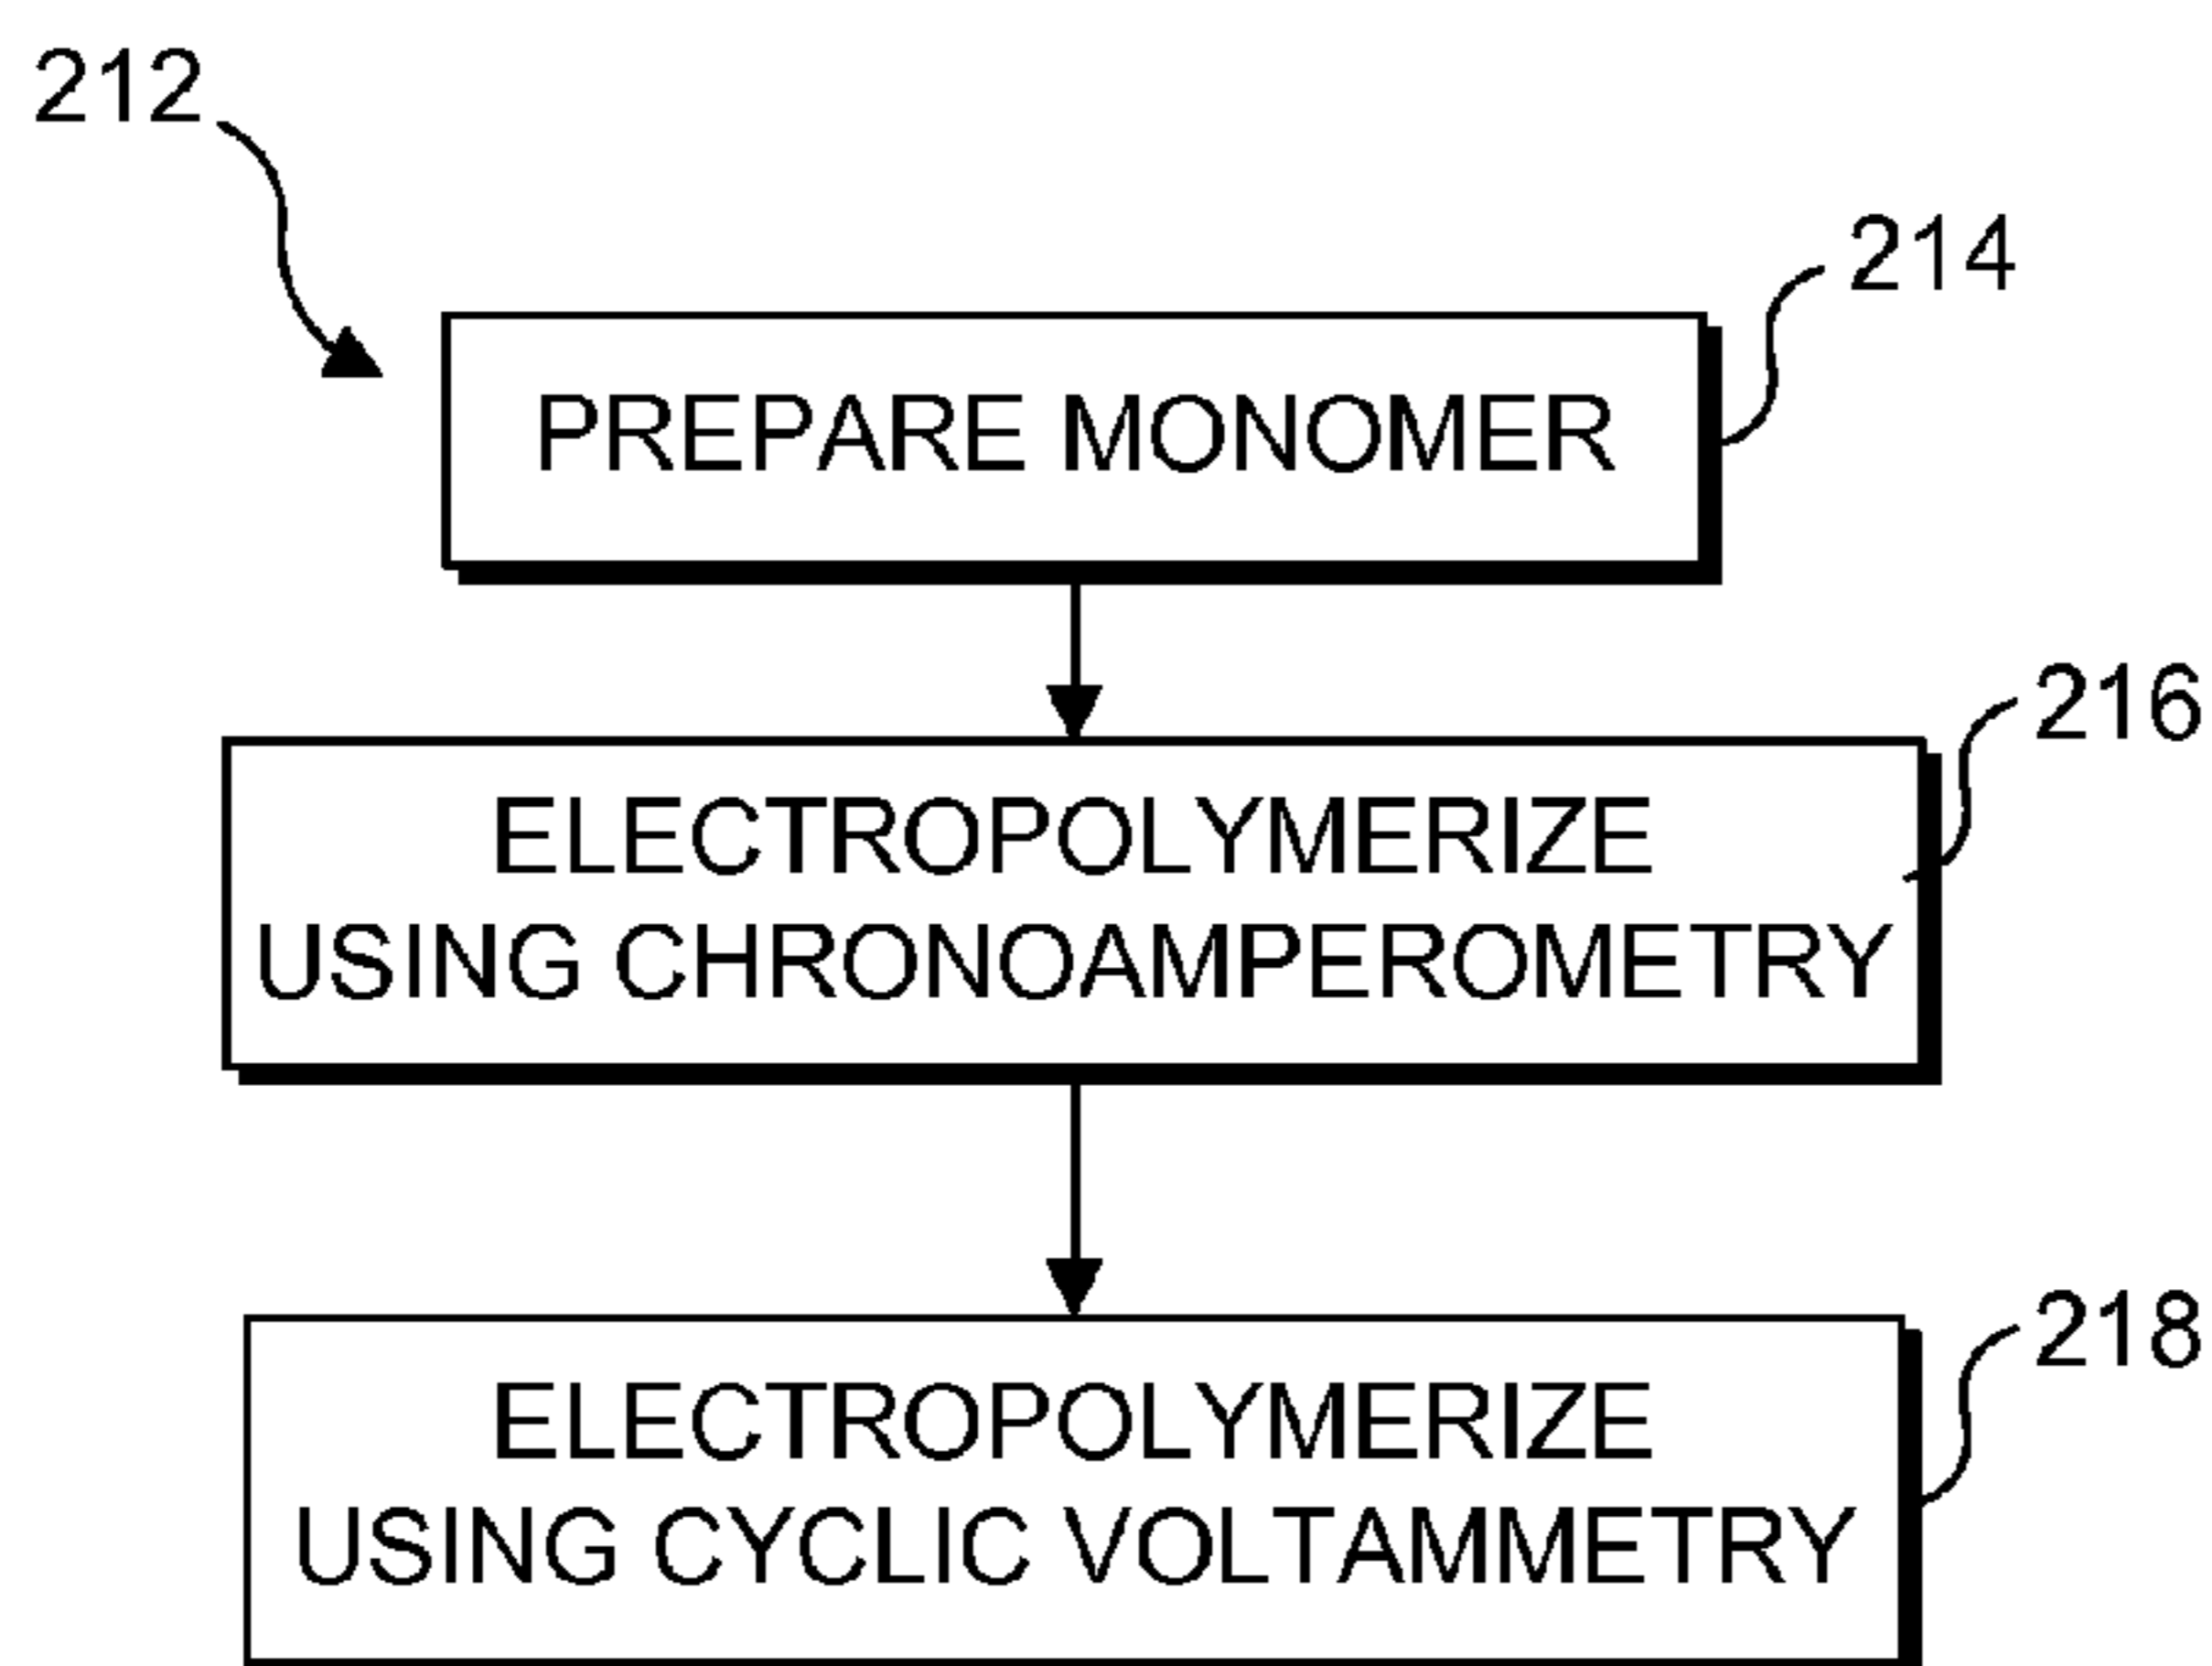 212
214
PREPARE MONOMER
216
ELECTROPOLYMERIZE
USING CHRONOAMPEROMETRY
218
ELECTROPOLYMERIZE
USING CYCLIC VOLTAMMETRY